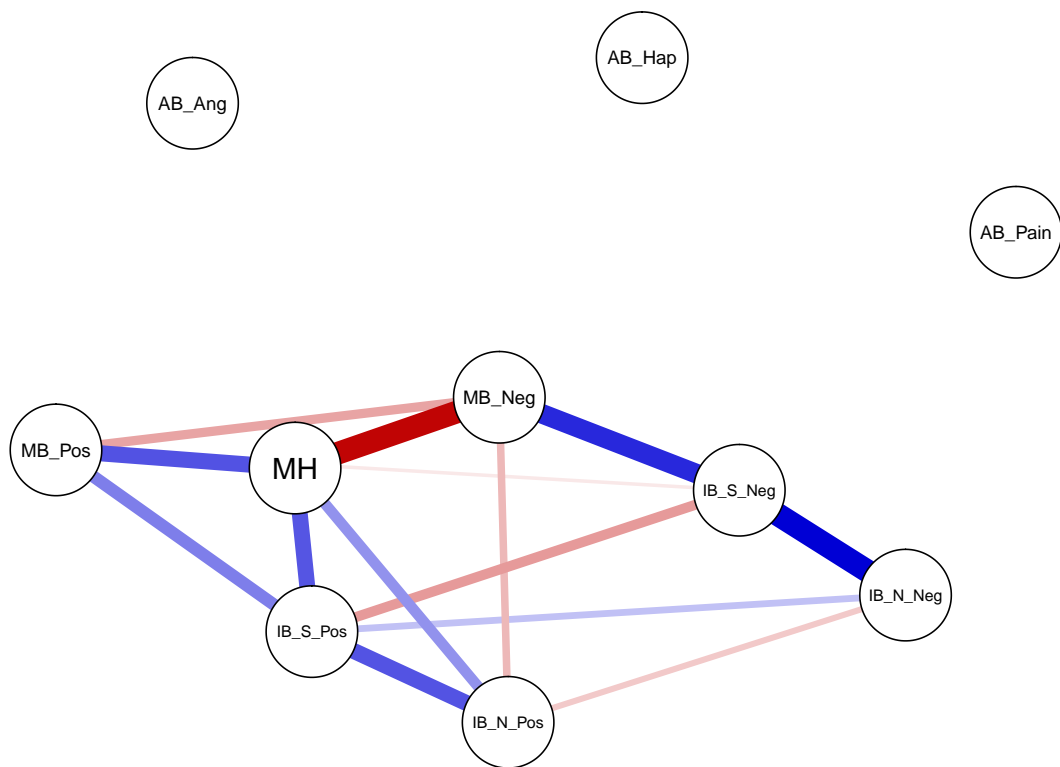 AB_Hap
AB_Ang
AB_Pain
MB_Neg
MB_Pos
MH
IB_S_Neg
IB_N_Neg
IB_S_Pos
IB_N_Pos